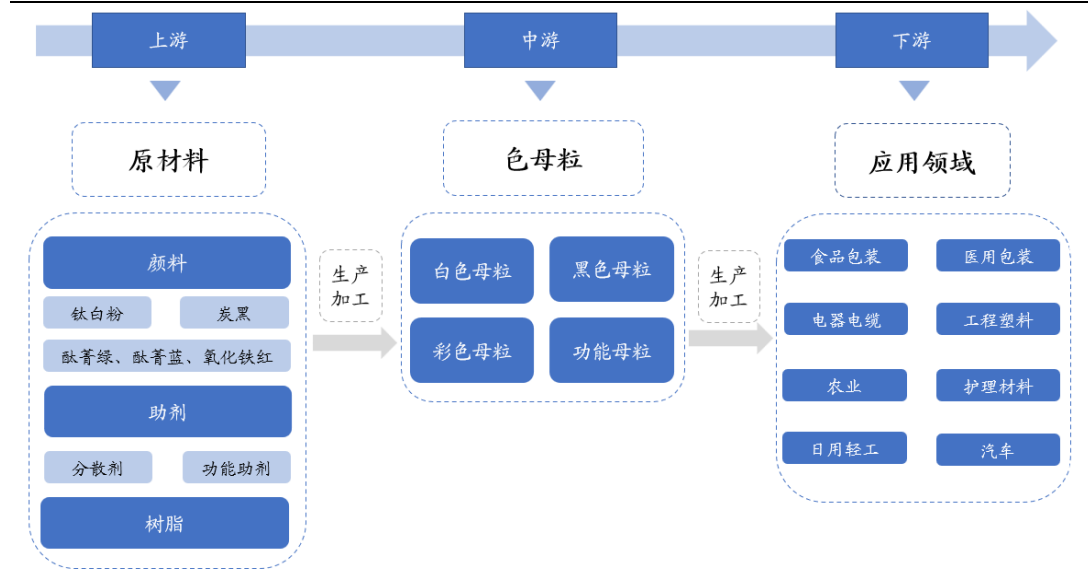 上游
中游
下游
原材料
色母粒
应用领域
颜料
钛白粉
炭黑
酞菁绿、酞菁蓝、氧化铁红
助剂
分散剂
功能助剂
树脂
生产
加工
白色母粒
黑色母粒
彩色母粒
功能母粒
生产
加工
食品包装
医用包装
电器电缆
工程塑料
农业
护理材料
日用轻工
汽车